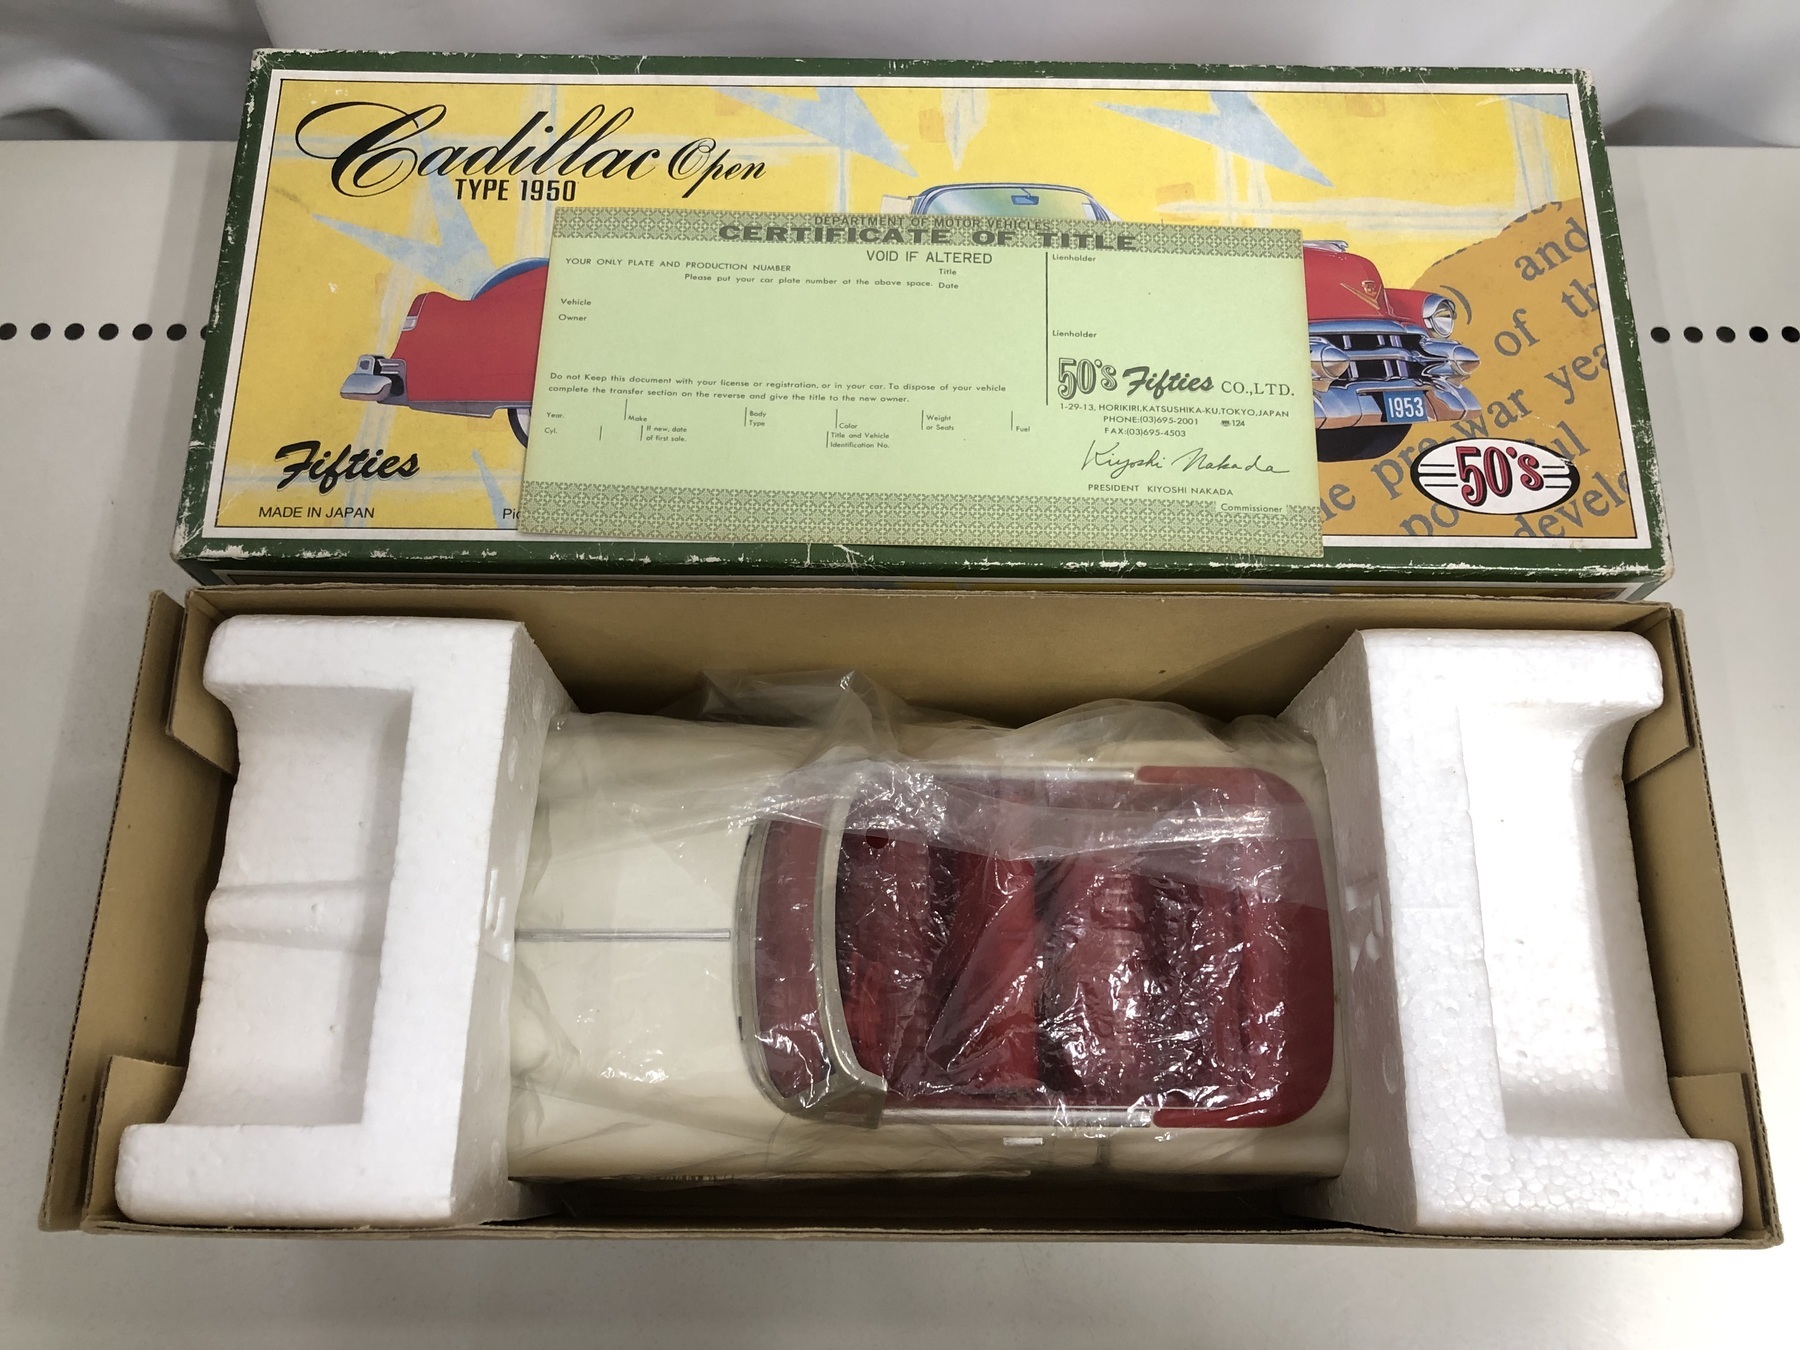 Cadillac Open
TYPE 1950
DEPARTMENT OF MOTOR VEHICLES
CERTIFICATE OF TITLE
VOID IF ALTERED
YOUR ONLY PLATE AND PRODUCTION NUMBER
Title
Please put your car plate number at the above space. Date
Vehicle
Owner
Lienholder
Lienholder
Do not Keep this document with your license or registration, or in your car. To dispose of your vehicle
complete the transfer section on the reverse and give the title to the new owner.
Year. Make Body Type Color Weight or Seats Fuel
Cyl. If new, date of first sale. Title and Vehicle Identification No.
50's Fifties CO.,LTD.
1-29-13, HORIKIRI,KATSUSHIKA-KU,TOKYO,JAPAN
PHONE:(03)695-2001 〠124
FAX:(03)695-4503
Kiyoshi Nakada
PRESIDENT KIYOSHI NAKADA
Commissioner
1953
) and
of th
war yea
pre
he
po ful
develo
Fifties
MADE IN JAPAN
Pic
50's